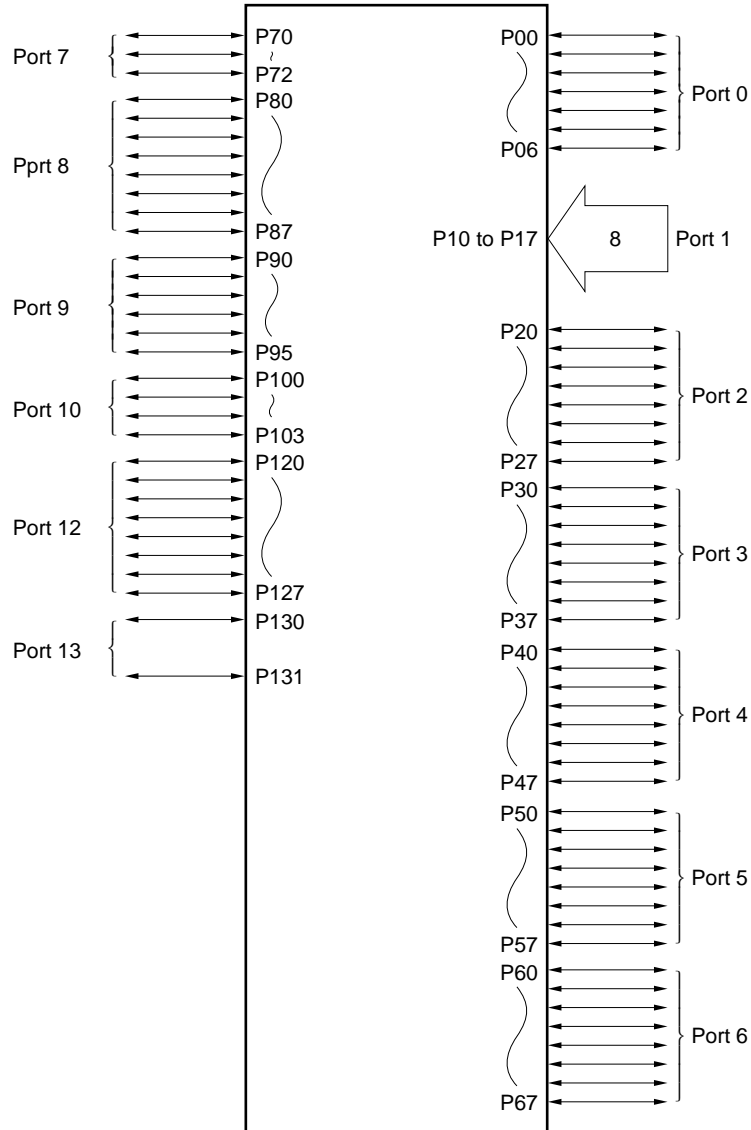 Port 7
P70
P72
Pprt 8
P80
P87
Port 9
P90
P95
Port 10
P100
P103
Port 12
P120
P127
Port 13
P130
P131
P00
P06
Port 0
P10 to P17
8
Port 1
P20
P27
Port 2
P30
P37
Port 3
P40
P47
Port 4
P50
P57
Port 5
P60
P67
Port 6